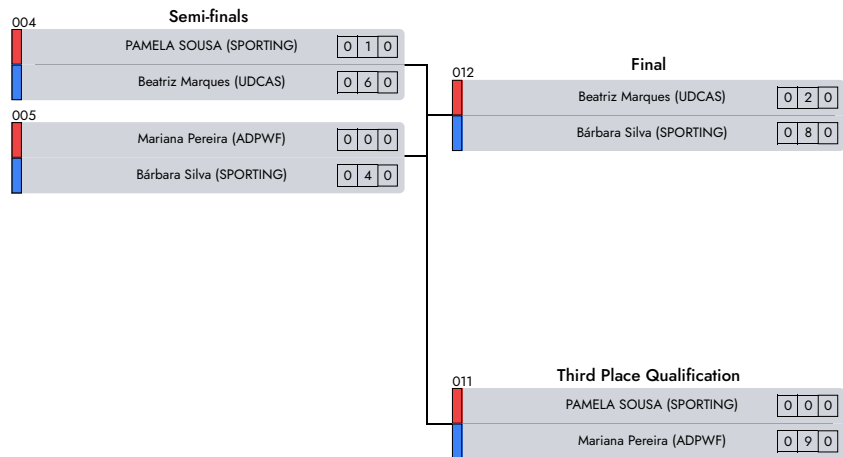 Semi-finals
004
PAMELA SOUSA (SPORTING) 0 1 0
Beatriz Marques (UDCAS) 0 6 0
005
Mariana Pereira (ADPWF) 0 0 0
Bárbara Silva (SPORTING) 0 4 0
Final
012
Beatriz Marques (UDCAS) 0 2 0
Bárbara Silva (SPORTING) 0 8 0
Third Place Qualification
011
PAMELA SOUSA (SPORTING) 0 0 0
Mariana Pereira (ADPWF) 0 9 0